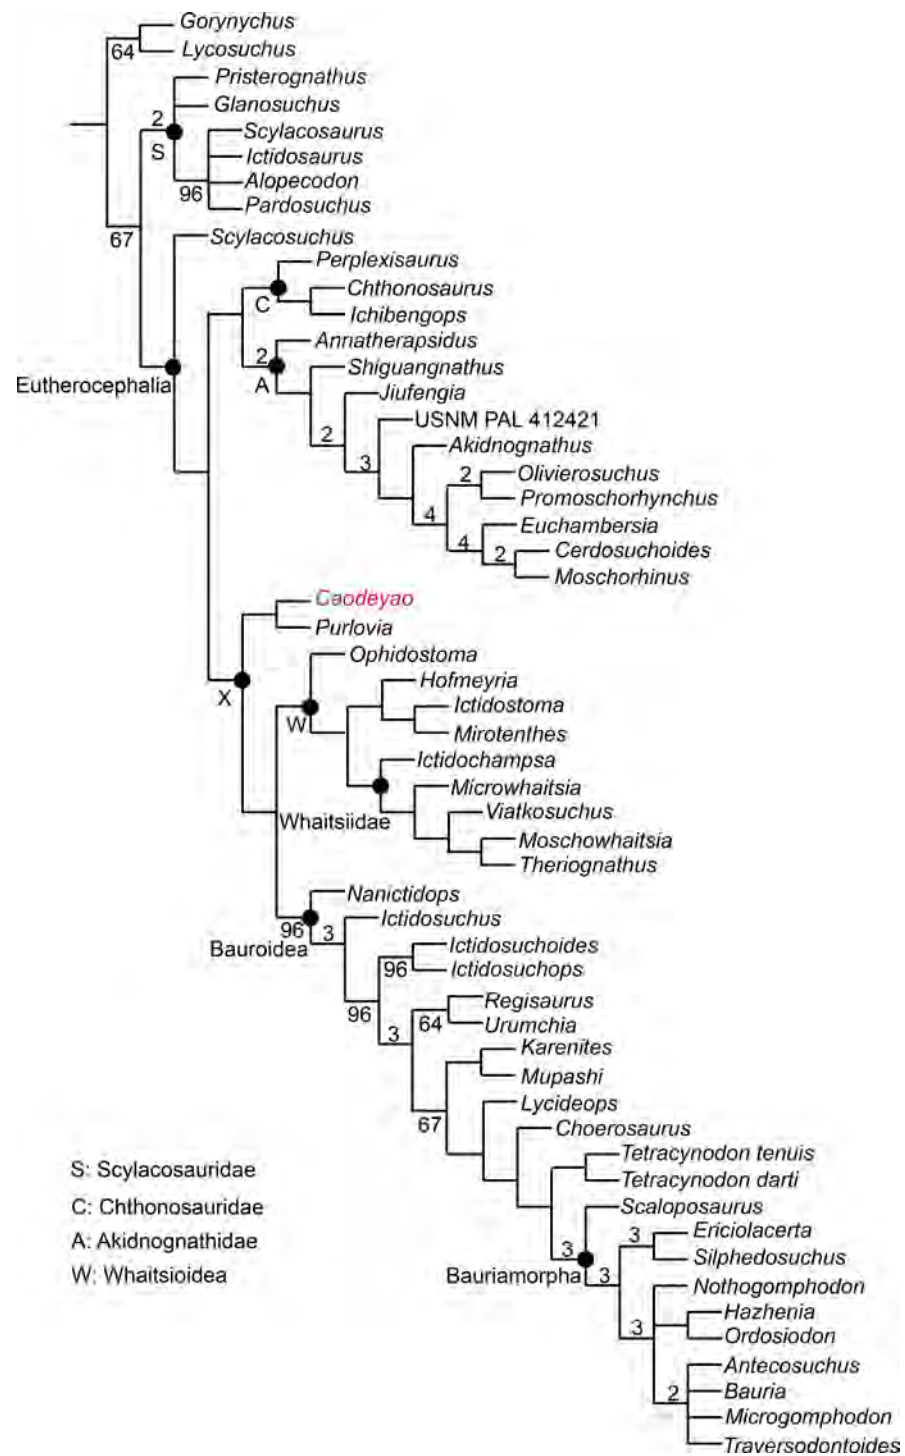 Gorynychus
64
Lycosuchus
Pristerognathus
2
Glanosuchus
S
Scylacosaurus
Ictidosaurus
Alopecodon
96
Pardosuchus
67
Scylacosuchus
Perplexisaurus
Chthonosaurus
C
Ichibengops
Annatherapsidus
2
Shiguangnathus
A
Eutherocephalia
Jiufengia
USNM PAL 412421
2
Akidnognathus
3
Olivierosuchus
2
Promoschorhynchus
4
Euchambersia
4
Cerdosuchoides
2
Moschorhinus
Caodeyao
Purlovia
Ophidostoma
Hofmeyria
X
Ictidostoma
W
Mirotenthes
Ictidochampsa
Microwhaitsia
Viatkosuchus
Whaitsiidae
Moschowhaitsia
Theriognathus
Nanictidops
Ictidosuchus
96
3
Bauroidea
Ictidosuchoides
96
Ictidosuchops
Regisaurus
96
64
Urumchia
3
Karenites
Mupashi
Lycideops
67
Choerosaurus
Tetracynodon tenuis
S: Scylacosauridae
Tetracynodon darti
C: Chthonosauridae
Scaloposaurus
A: Akidnognathidae
Ericiolacerta
3
Silphedosuchus
3
W: Whaitsioidea
Bauriamorpha
3
Nothogomphodon
Hazhenia
3
Ordosiodon
Antecosuchus
2
Bauria
Microgomphodon
Traversodontoides